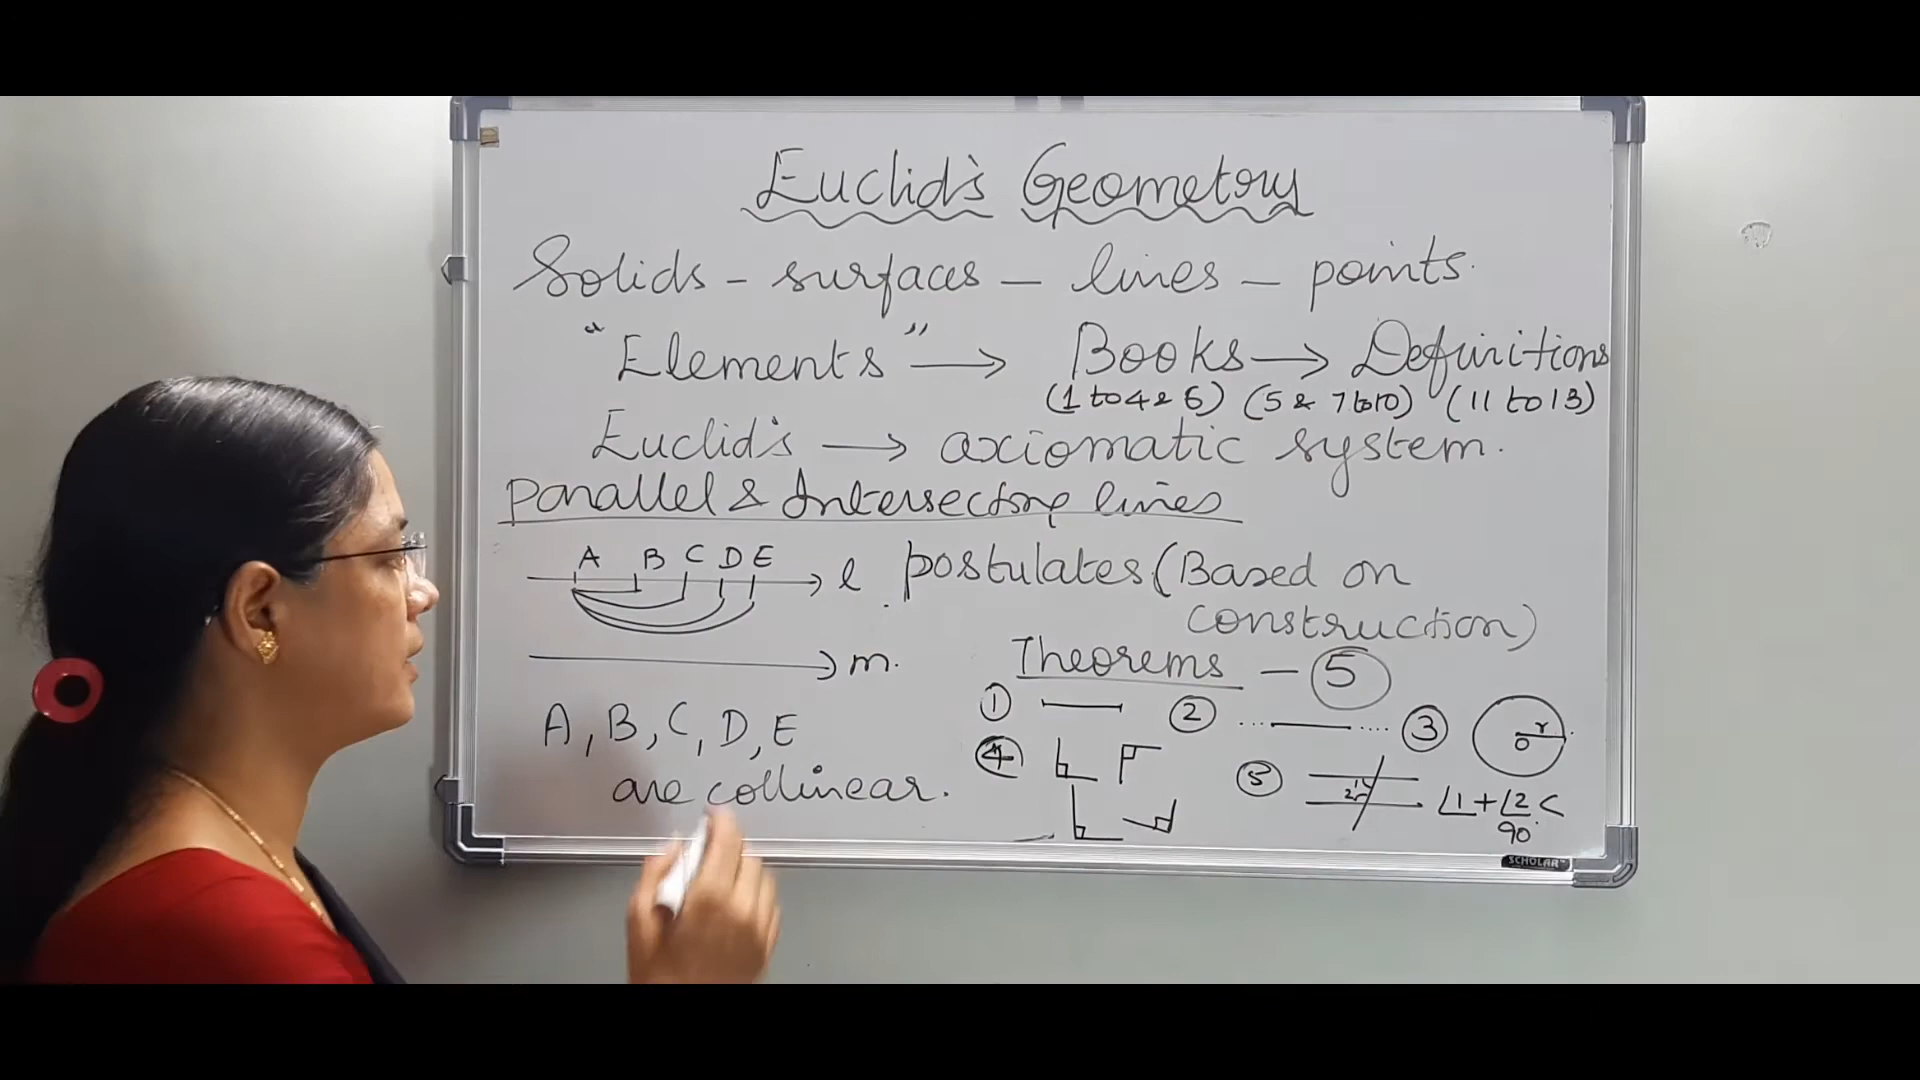 Euclid's Geometry
Solids - surfaces - lines - points.
"Elements" → Books → Definitions
(1 to 4 & 6) (5 & 7 to 10) (11 to 13)
Euclid's → axiomatic system.
Parallel & Intersecting lines
A B C D E
l
postulates (Based on
construction)
m.
Theorems - 5
A, B, C, D, E
are collinear.
1
2
3
r
O
4
5
1
2
∠1 + ∠2 <
90°
SCHOLAR